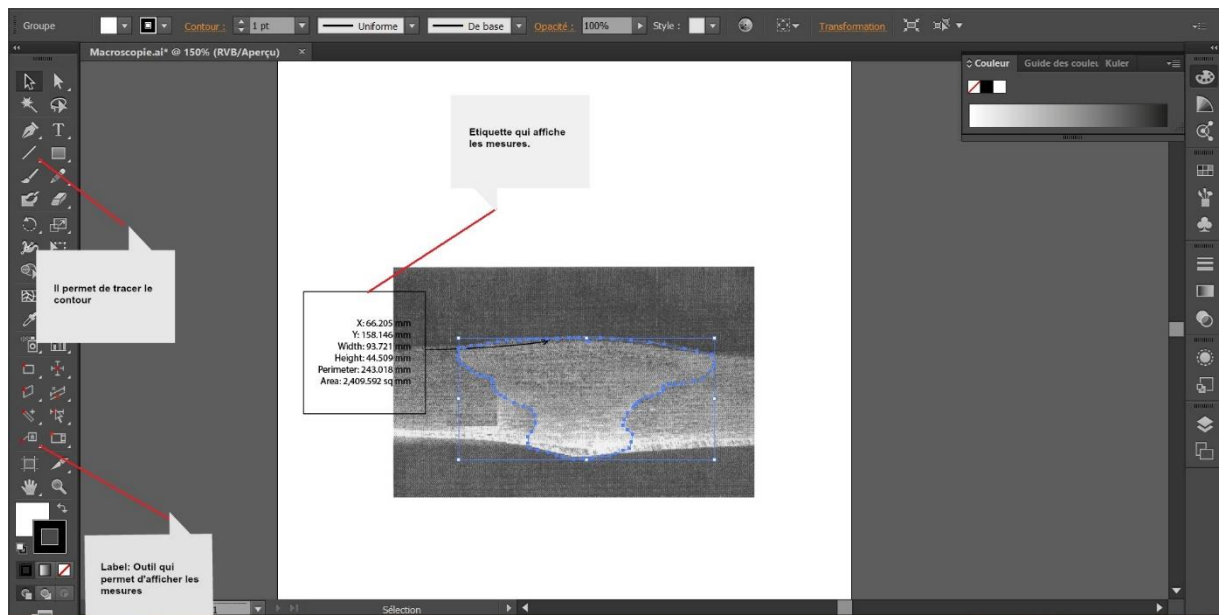 Groupe
Contour : 1 pt Uniforme De base Opacité : 100% Style : Transformation
Macroscopie.ai* @ 150% (RVB/Aperçu) ×
Couleur Guide des couleu Kuler
Etiquette qui affiche
les mesures.
Il permet de tracer le
contour
X: 66.205 mm
Y: 158.146 mm
Width: 93.721 mm
Height: 44.509 mm
Perimeter: 243.018 mm
Area: 2,409.592 sq mm
Label: Outil qui
permet d'afficher les
mesures
1 Sélection